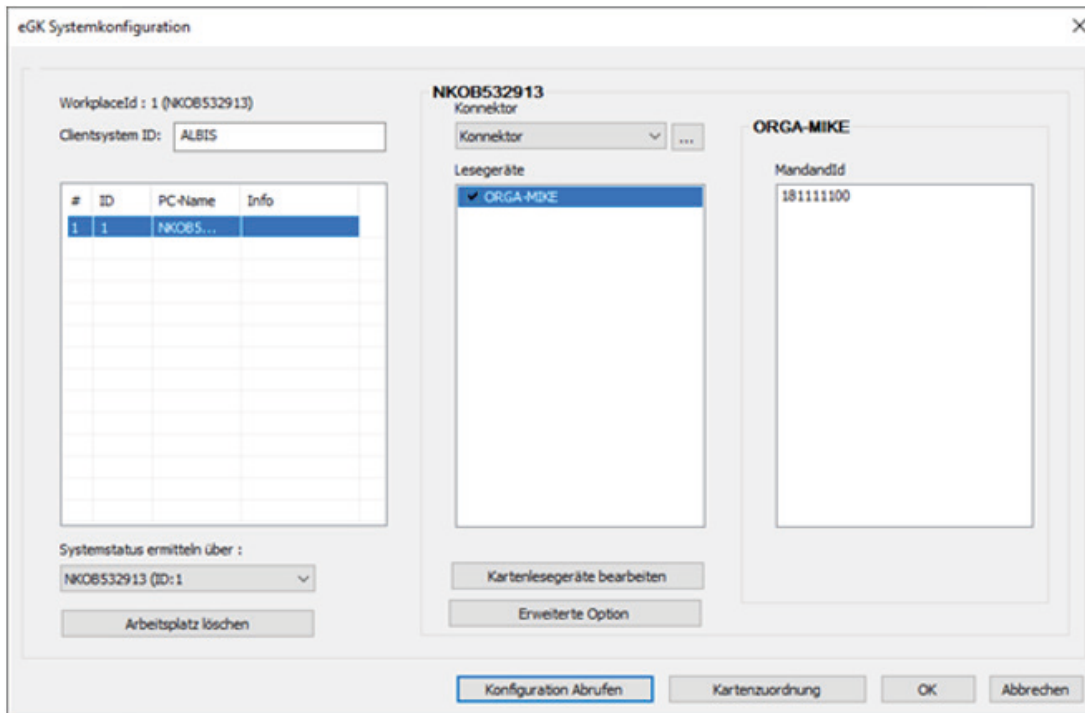 eGK Systemkonfiguration
WorkplaceId : 1 (NKOB532913)
Clientsystem ID: ALBIS
# ID PC-Name Info
1 1 NKOB5...
Systemstatus ermitteln über :
NKOB532913 (ID:1
Arbeitsplatz löschen
NKOB532913
Konnektor
Konnektor ...
Lesegeräte
ORGA-MIKE
Kartenlesegeräte bearbeiten
Erweiterte Option
ORGA-MIKE
MandandId
181111100
Konfiguration Abrufen Kartenzuordnung OK Abbrechen